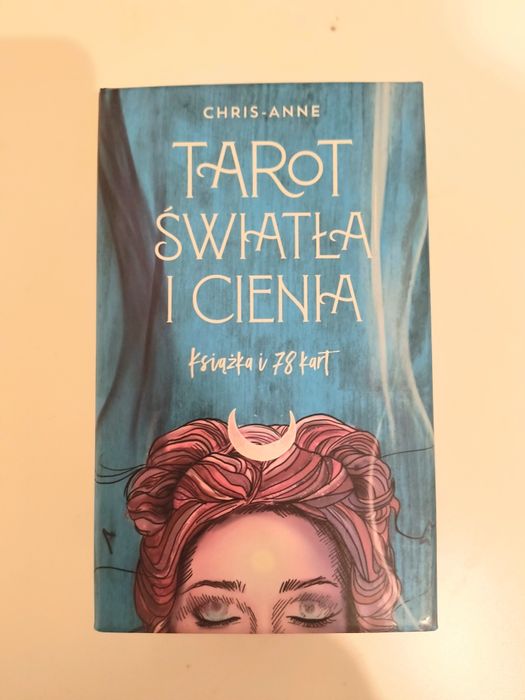 CHRIS-ANNE
TAROT
ŚWIATŁA
I CIENIA
Książka i 78 kart